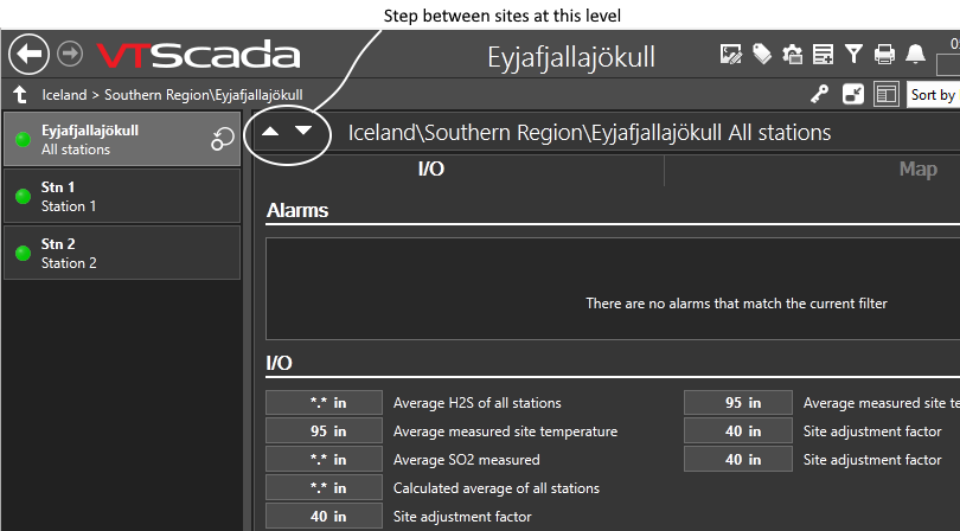 Step between sites at this level
VTScada
Eyjafjallajökull
Iceland > Southern Region\Eyjafjallajökull
Sort by
Eyjafjallajökull
All stations
Iceland\Southern Region\Eyjafjallajökull All stations
Stn 1
Station 1
Stn 2
Station 2
I/O
Map
Alarms
There are no alarms that match the current filter
I/O
*.* in Average H2S of all stations 95 in Average measured site
95 in Average measured site temperature 40 in Site adjustment factor
*.* in Average SO2 measured 40 in Site adjustment factor
*.* in Calculated average of all stations
40 in Site adjustment factor